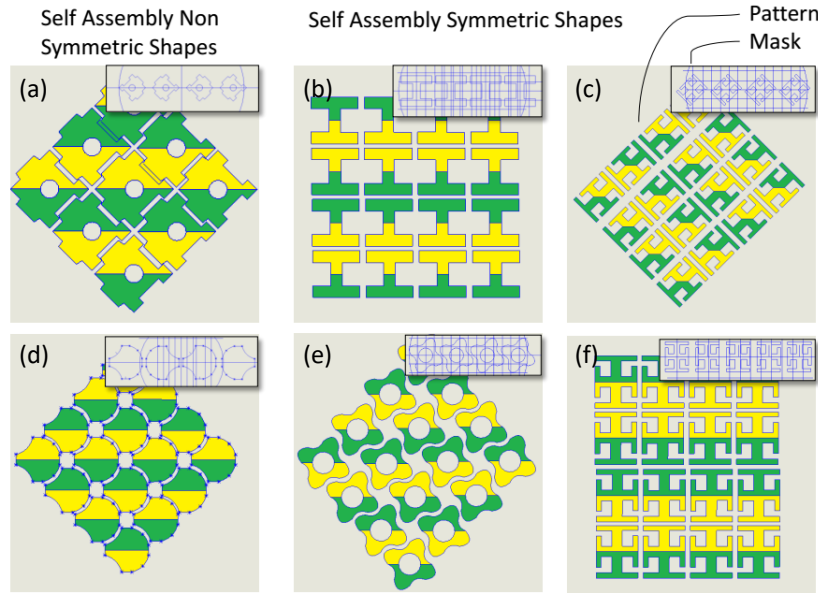 Self Assembly Non
Symmetric Shapes
Self Assembly Symmetric Shapes
Pattern
Mask
(a)
(b)
(c)
(d)
(e)
(f)